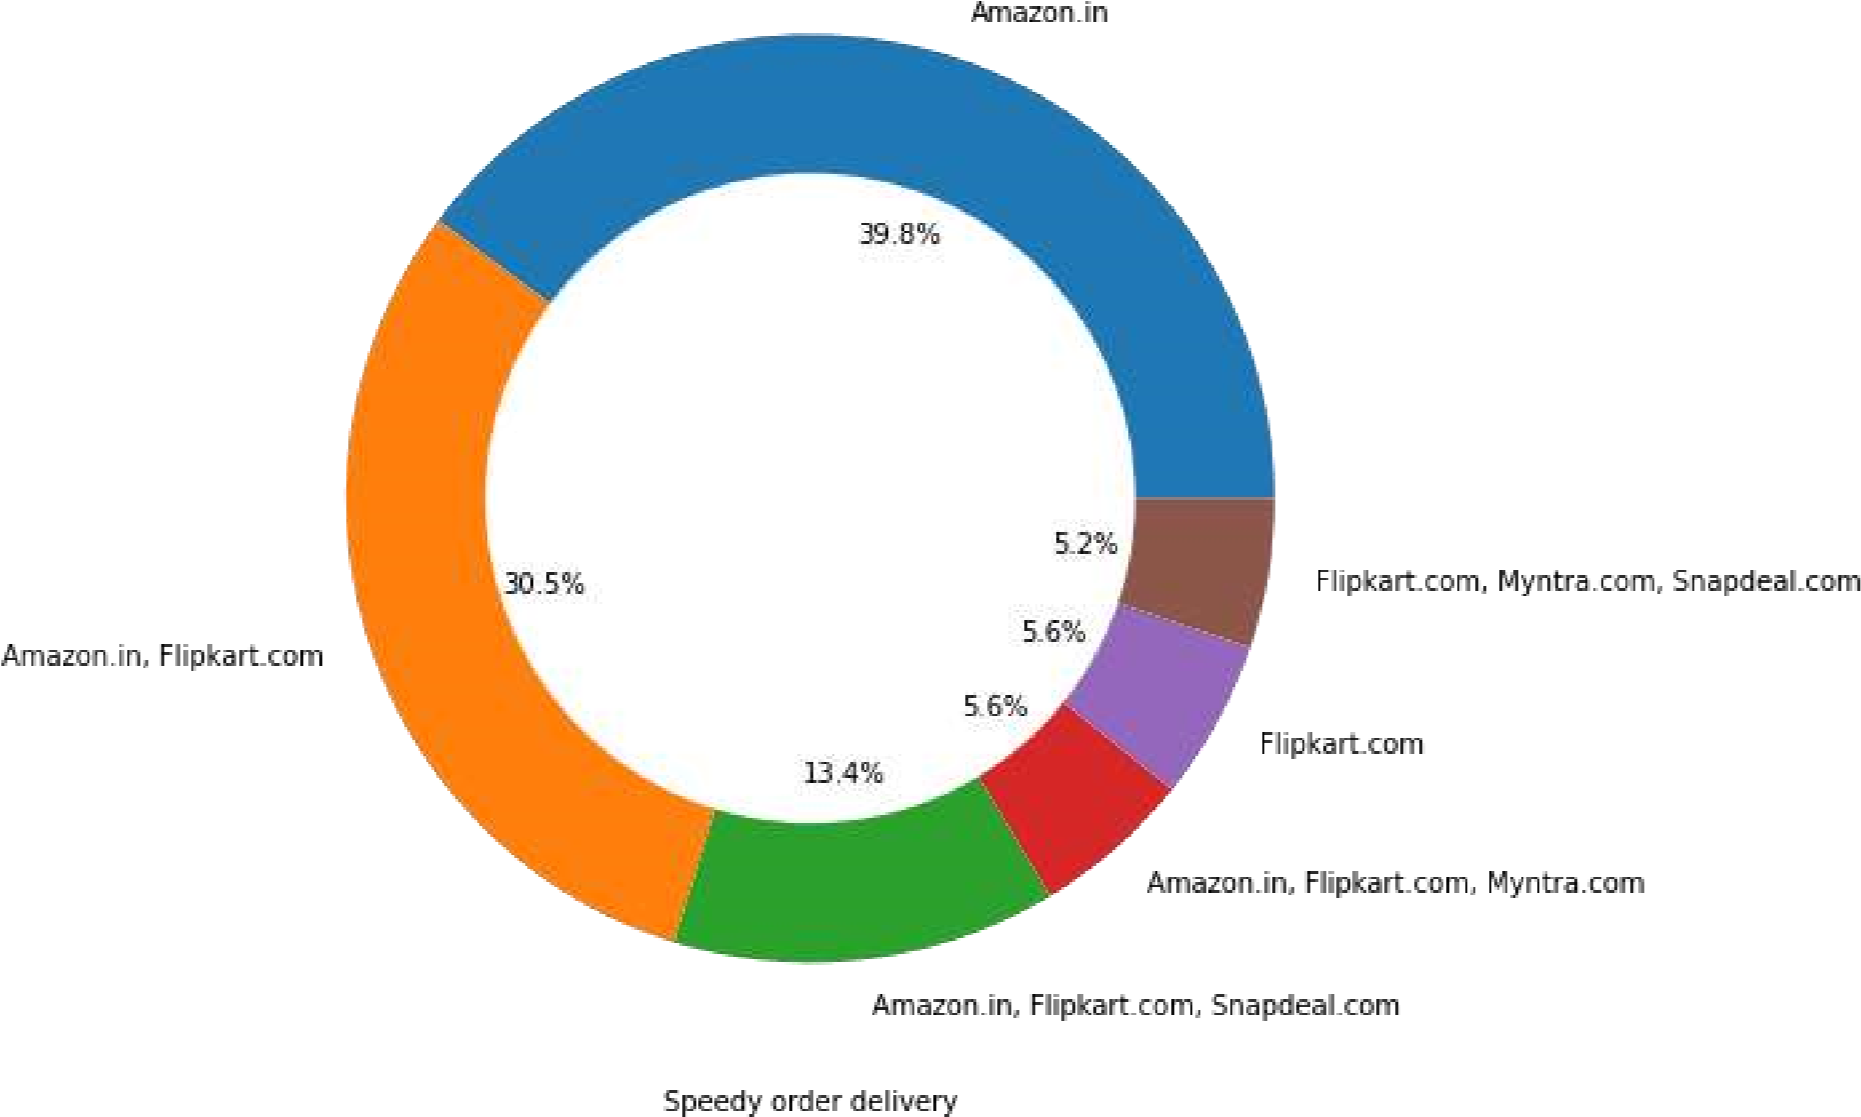 Amazon.in
39.8%
5.2%
Flipkart.com, Myntra.com, Snapdeal.com
30.5%
5.6%
Amazon.in, Flipkart.com
5.6%
Flipkart.com
13.4%
Amazon.in, Flipkart.com, Myntra.com
Amazon.in, Flipkart.com, Snapdeal.com
Speedy order delivery